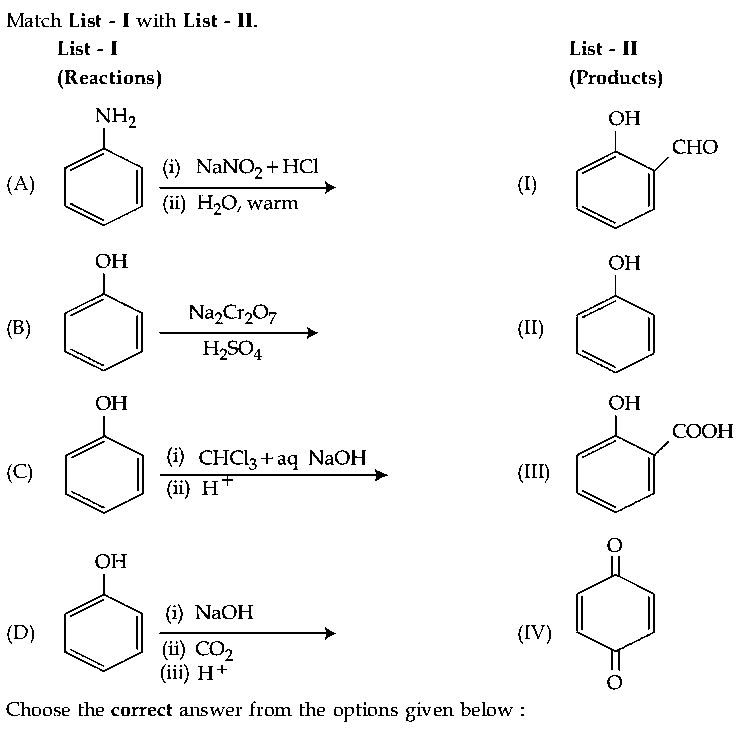 Match List - I with List - II.
List - I List - II
(Reactions) (Products)
NH₂ OH
CHO
(A) (i) NaNO₂ + HCl (I)
(ii) H₂O, warm
OH OH
(B) Na₂Cr₂O₇ (II)
H₂SO₄
OH OH
COOH
(C) (i) CHCl₃ + aq NaOH (III)
(ii) H⁺
OH O
(D) (i) NaOH (IV)
(ii) CO₂
(iii) H⁺
O
Choose the correct answer from the options given below :